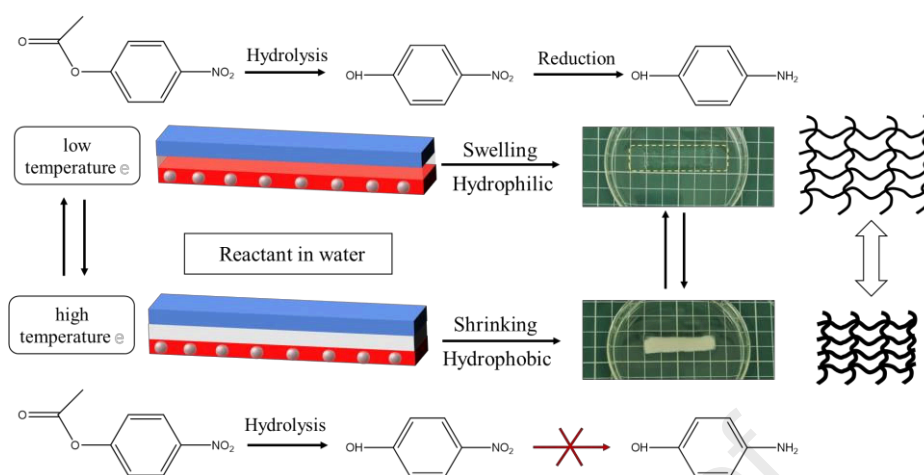 O
O
NO₂
Hydrolysis
OH
NO₂
Reduction
OH
NH₂
low
temperature e
Swelling
Hydrophilic
Reactant in water
high
temperature e
Shrinking
Hydrophobic
O
O
NO₂
Hydrolysis
OH
NO₂
OH
NH₂